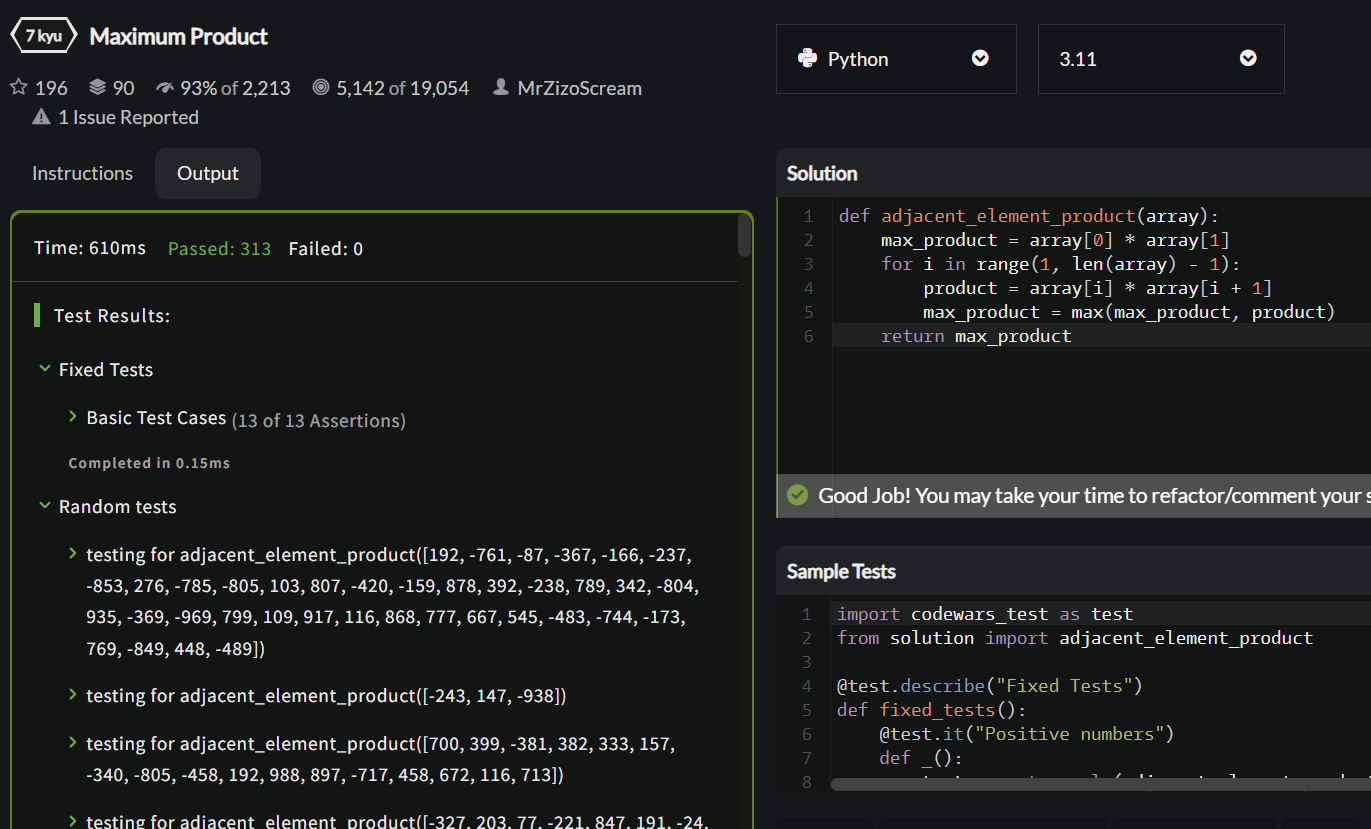 7 kyu Maximum Product
196 90 93% of 2,213 5,142 of 19,054 MrZizoScream
1 Issue Reported
Instructions Output
Time: 610ms Passed: 313 Failed: 0
Test Results:
Fixed Tests
Basic Test Cases (13 of 13 Assertions)
Completed in 0.15ms
Random tests
testing for adjacent_element_product([192, -761, -87, -367, -166, -237,
-853, 276, -785, -805, 103, 807, -420, -159, 878, 392, -238, 789, 342, -804,
935, -369, -969, 799, 109, 917, 116, 868, 777, 667, 545, -483, -744, -173,
769, -849, 448, -489])
testing for adjacent_element_product([-243, 147, -938])
testing for adjacent_element_product([700, 399, -381, 382, 333, 157,
-340, -805, -458, 192, 988, 897, -717, 458, 672, 116, 713])
testing for adjacent_element_product([-327, 203, 77, -221, 847, 191, -24,
Python 3.11
Solution
1 def adjacent_element_product(array):
2 max_product = array[0] * array[1]
3 for i in range(1, len(array) - 1):
4 product = array[i] * array[i + 1]
5 max_product = max(max_product, product)
6 return max_product
Good Job! You may take your time to refactor/comment your
Sample Tests
1 import codewars_test as test
2 from solution import adjacent_element_product
3
4 @test.describe("Fixed Tests")
5 def fixed_tests():
6 @test.it("Positive numbers")
7 def _():
8